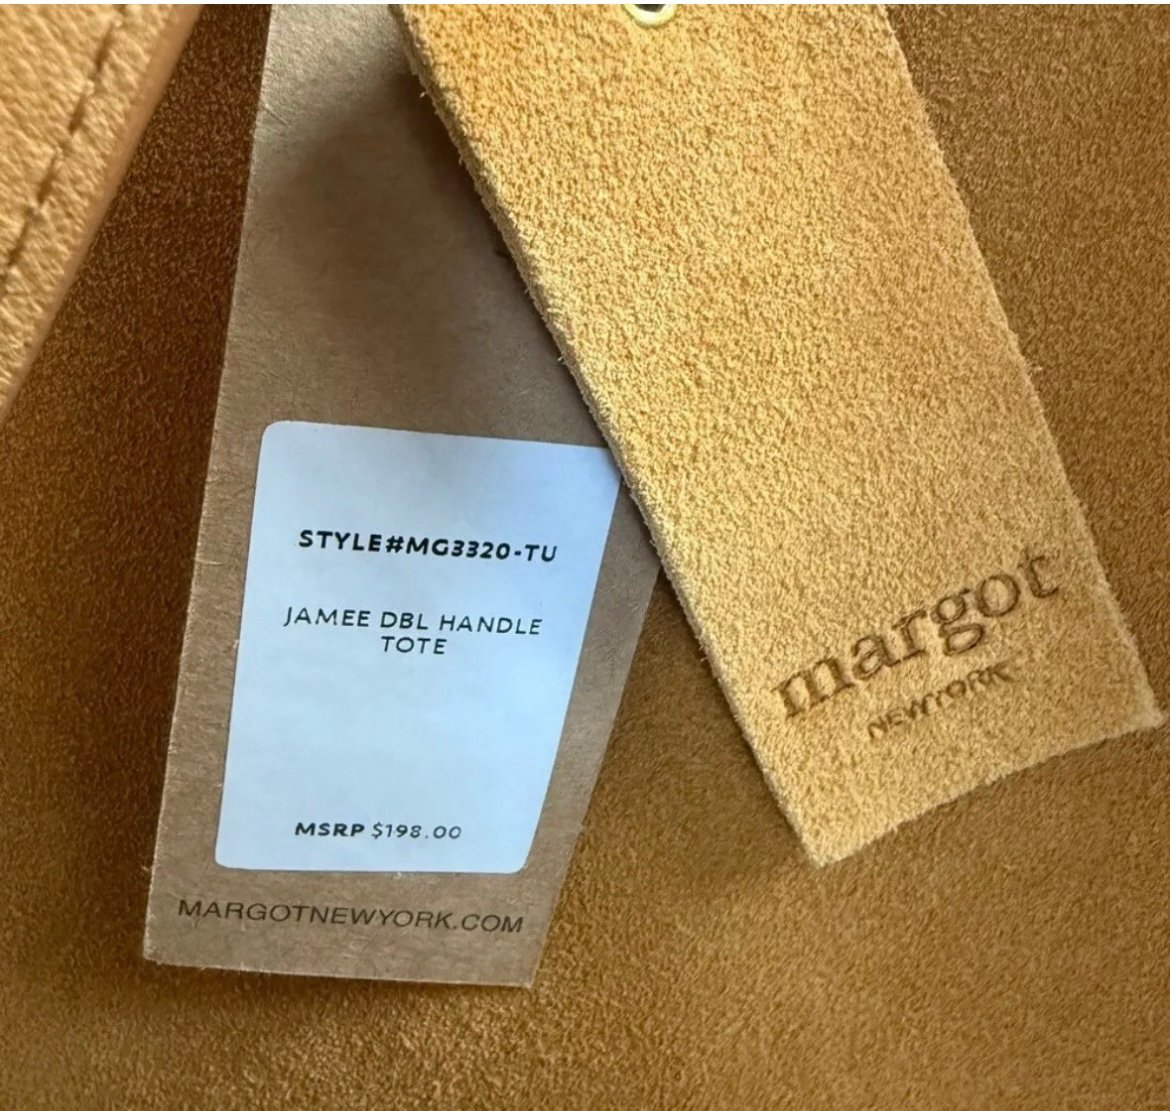 STYLE#MG3320-TU
JAMEE DBL HANDLE
TOTE
MSRP $198.00
MARGOTNEWYORK.COM
margot
NEW YORK